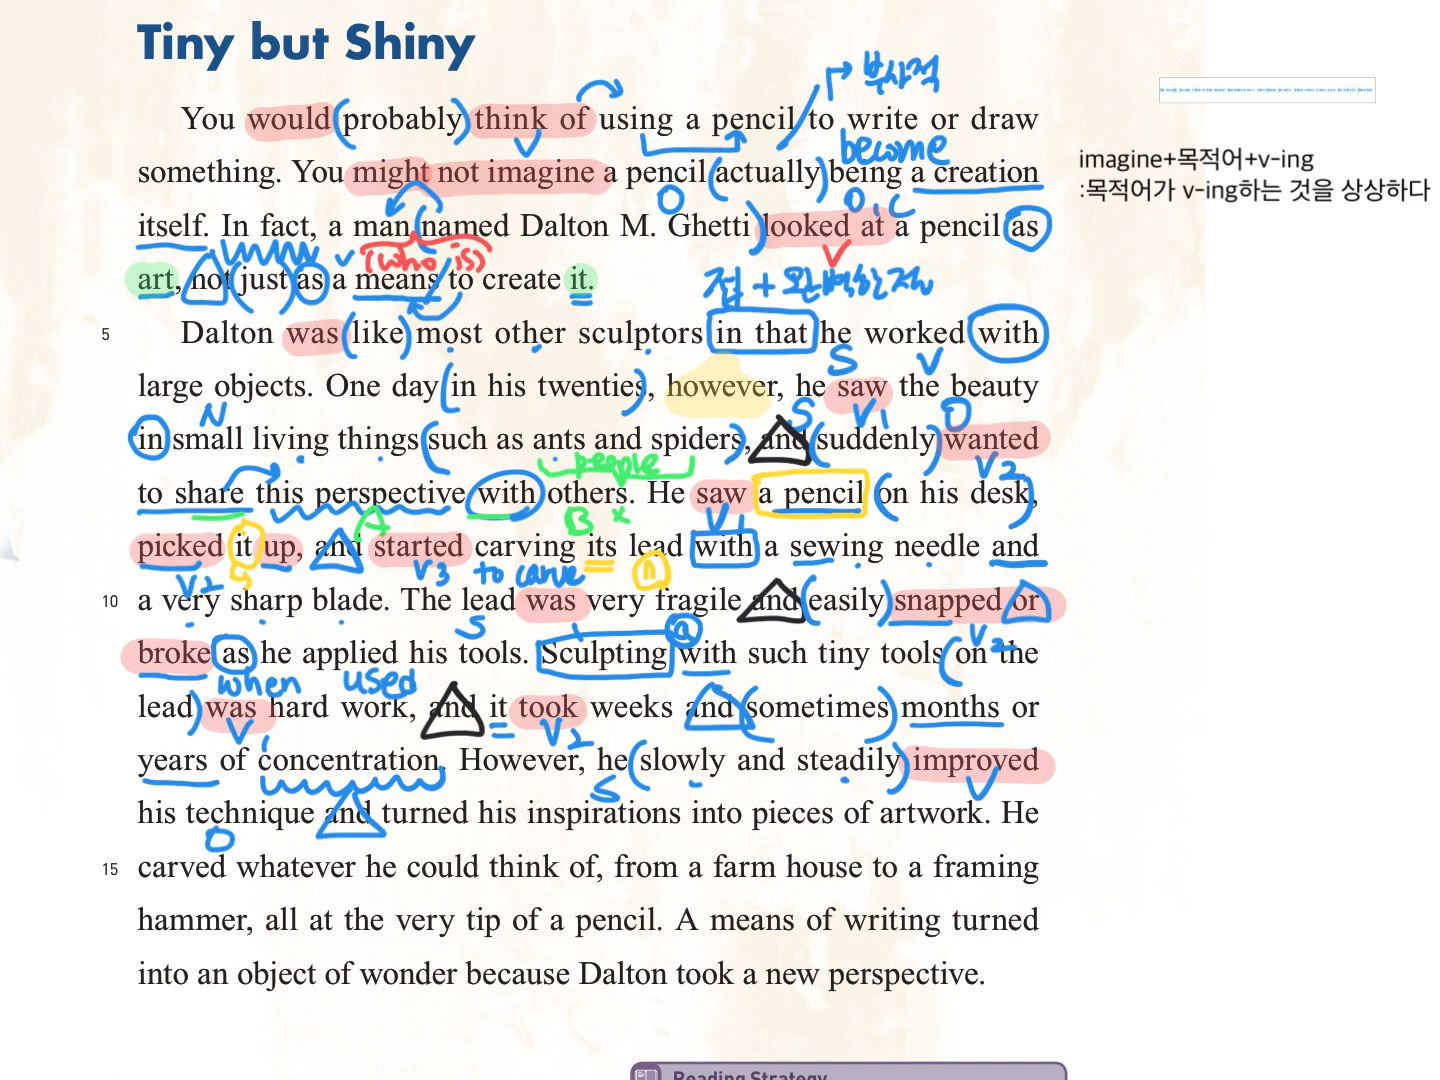 Tiny but Shiny
부사적
You would probably think of using a pencil to write or draw
become
imagine+목적어+v-ing
something. You might not imagine a pencil actually being a creation
:목적어가 v-ing하는 것을 상상하다
O O.C
itself. In fact, a man named Dalton M. Ghetti looked at a pencil as
V (who is) V
art, not just as a means to create it.
접 + 완벽한 절
5 Dalton was like most other sculptors in that he worked with
S V
large objects. One day in his twenties, however, he saw the beauty
N S V1 O
in small living things such as ants and spiders, and suddenly wanted
people V2
to share this perspective with others. He saw a pencil on his desk,
A B x V1
picked it up, and started carving its lead with a sewing needle and
V2 V3 to carve n
10 a very sharp blade. The lead was very fragile and easily snapped or
S V2
broke as he applied his tools. Sculpting with such tiny tools on the
when used
lead was hard work, and it took weeks and sometimes months or
V V2
years of concentration. However, he slowly and steadily improved
S V
his technique and turned his inspirations into pieces of artwork. He
O
15 carved whatever he could think of, from a farm house to a framing
hammer, all at the very tip of a pencil. A means of writing turned
into an object of wonder because Dalton took a new perspective.
Reading Strategy